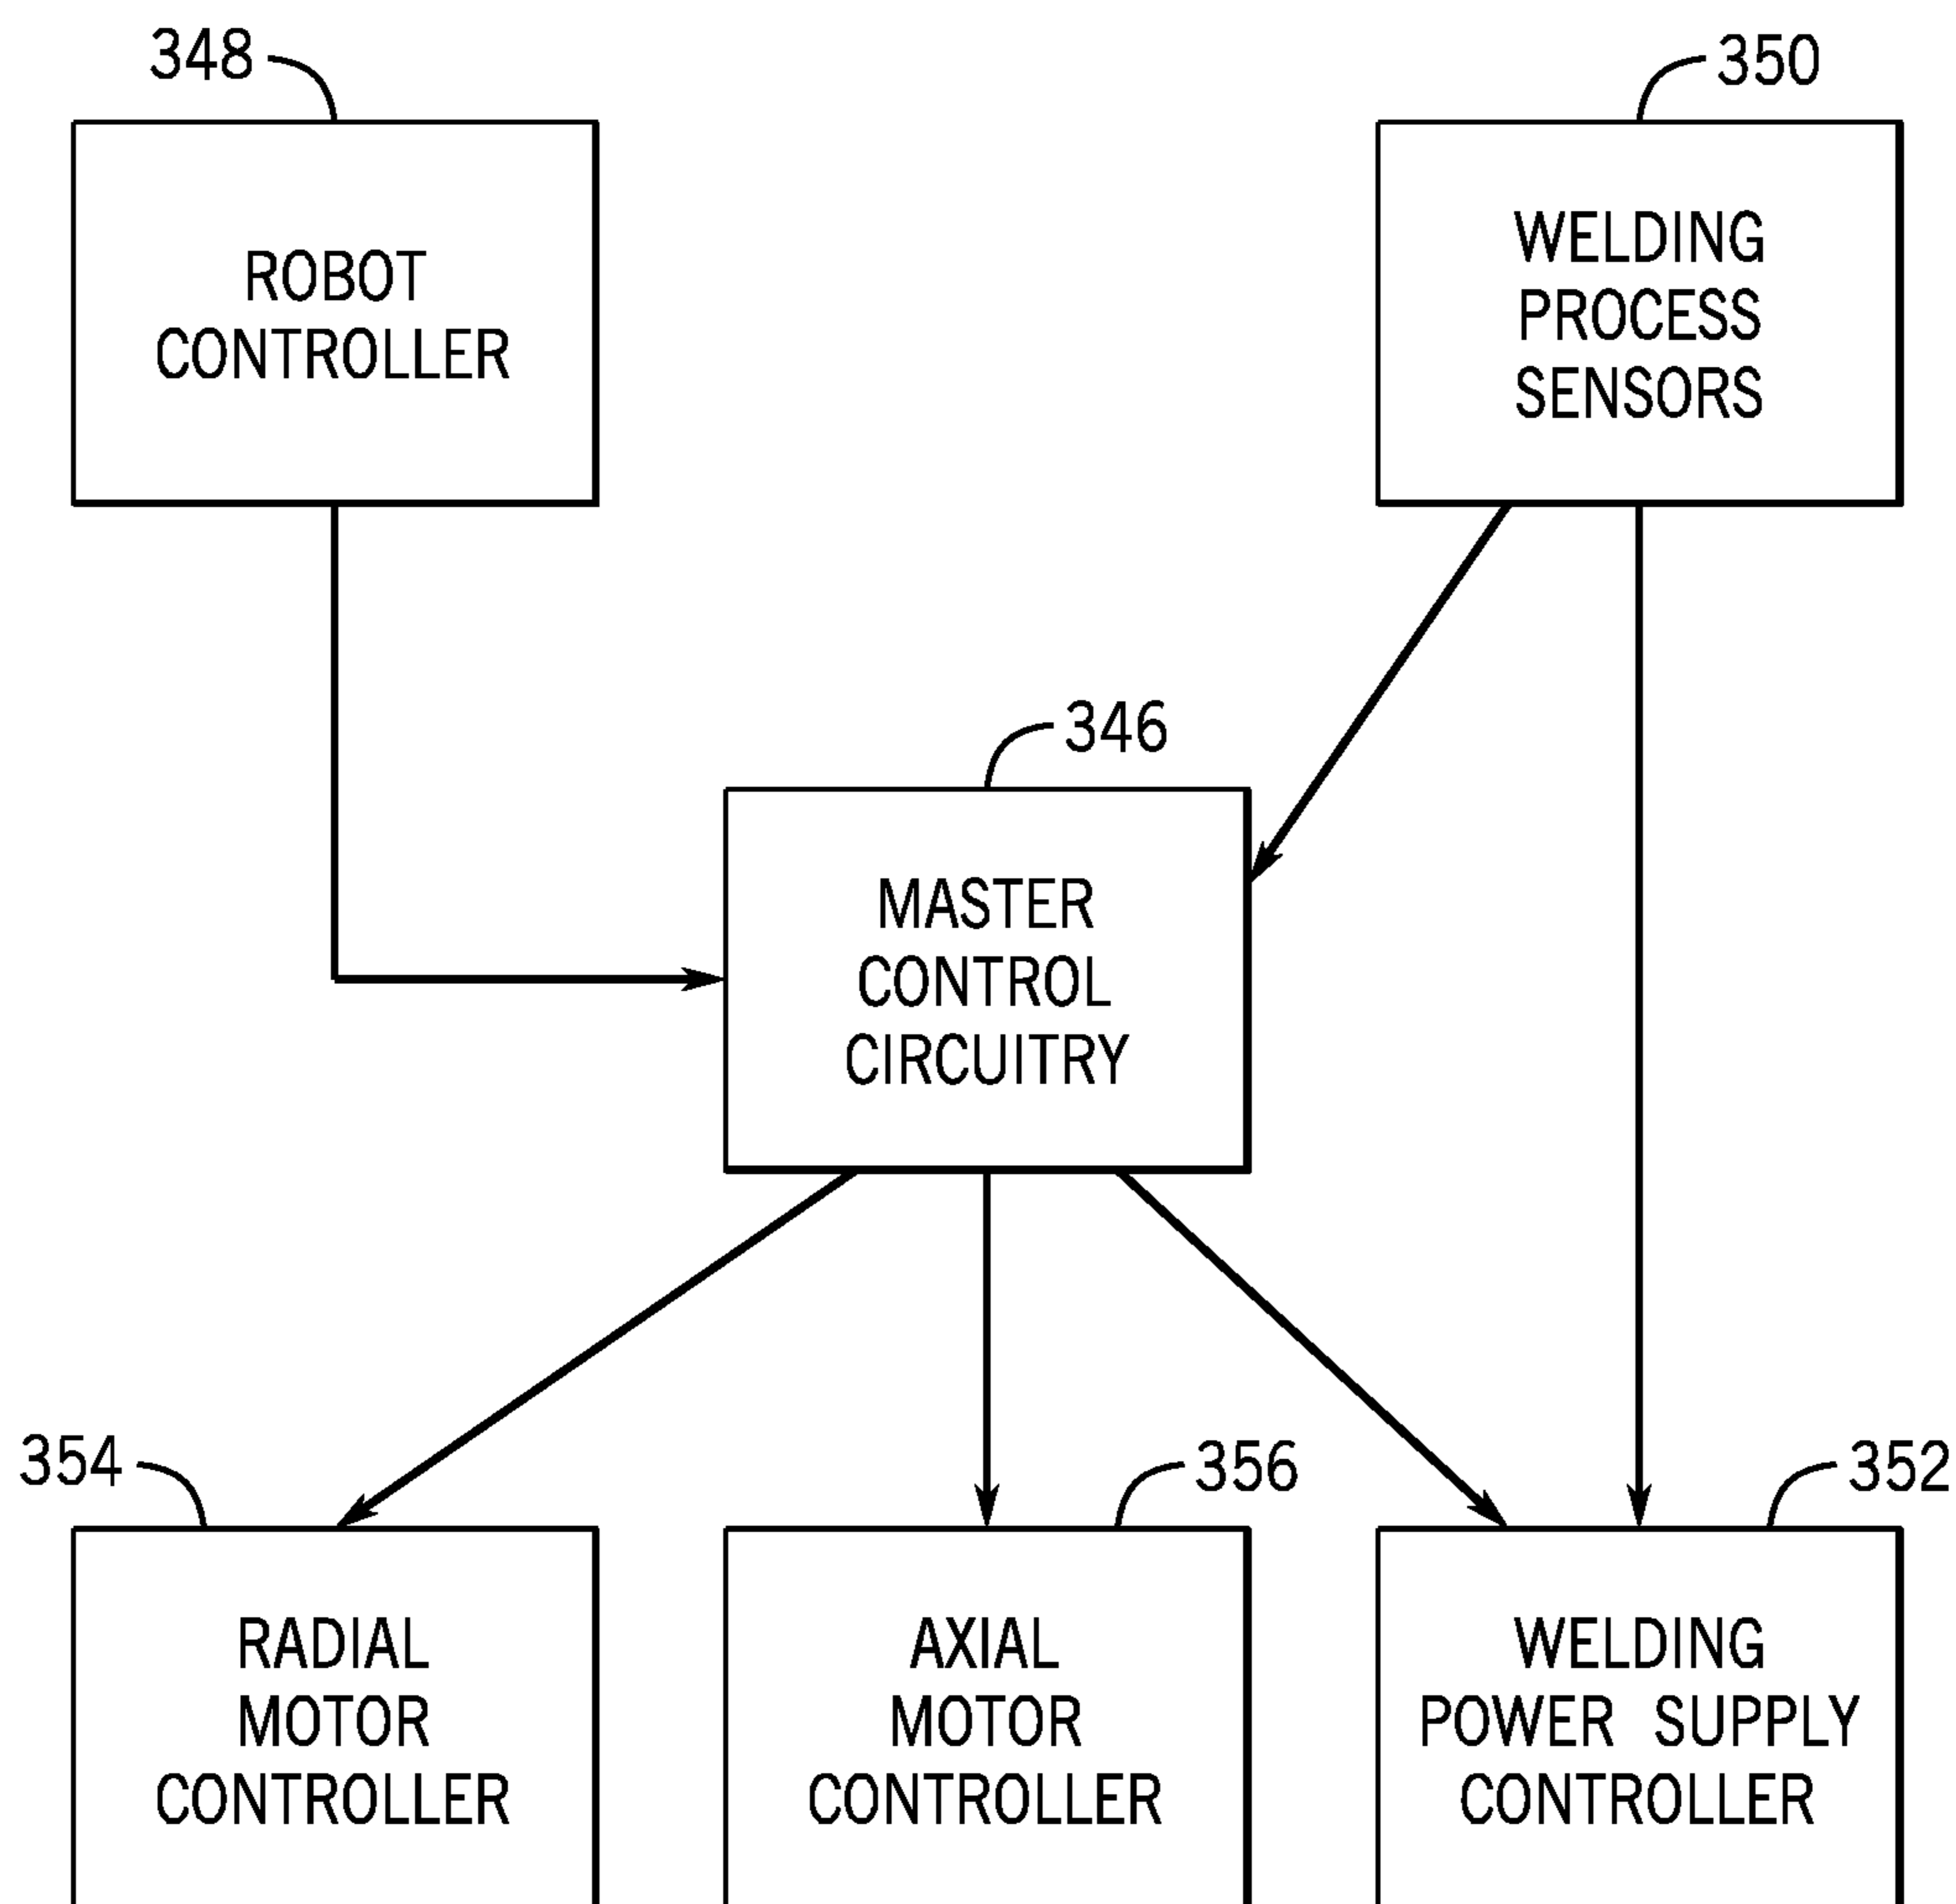 348
350
ROBOT
CONTROLLER
WELDING
PROCESS
SENSORS
346
MASTER
CONTROL
CIRCUITRY
354
356
352
RADIAL
MOTOR
CONTROLLER
AXIAL
MOTOR
CONTROLLER
WELDING
POWER SUPPLY
CONTROLLER